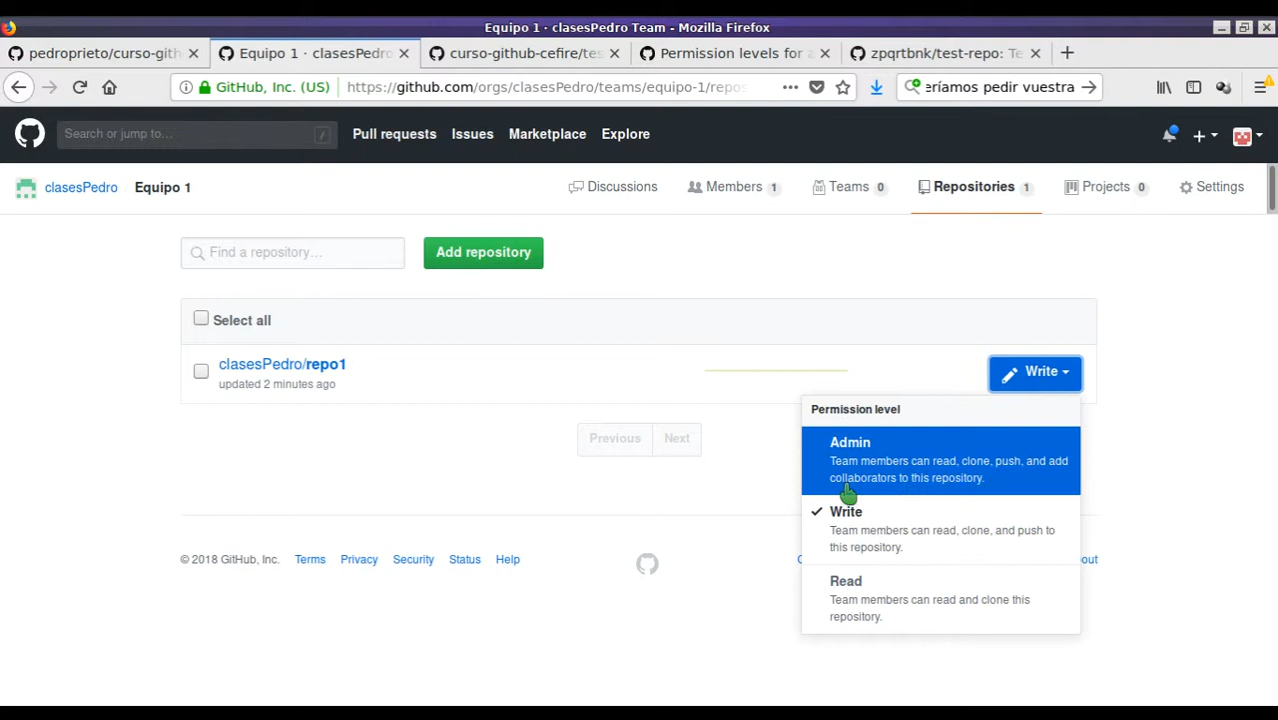 Equipo 1 · clasesPedro Team - Mozilla Firefox
pedroprieto/curso-gith
Equipo 1 · clasesPedro
curso-github-cefire/tes
Permission levels for a
zpqrtbnk/test-repo: Te
GitHub, Inc. (US)
https://github.com/orgs/clasesPedro/teams/equipo-1/repos
eríamos pedir vuestra
Search or jump to…
/
Pull requests
Issues
Marketplace
Explore
clasesPedro
Equipo 1
Discussions
Members 1
Teams 0
Repositories 1
Projects 0
Settings
Find a repository…
Add repository
Select all
clasesPedro/repo1
updated 2 minutes ago
Write
Previous
Next
Permission level
Admin
Team members can read, clone, push, and add
collaborators to this repository.
Write
Team members can read, clone, and push to
this repository.
Read
Team members can read and clone this
repository.
© 2018 GitHub, Inc.
Terms
Privacy
Security
Status
Help